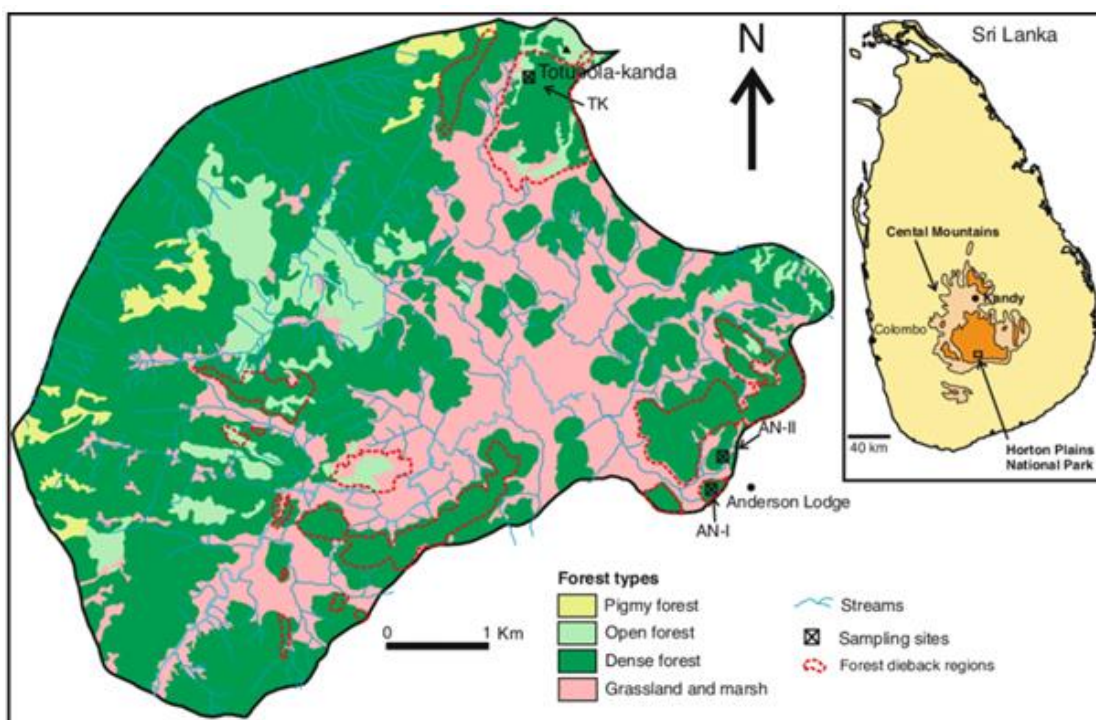 N
Totupola-kanda
TK
AN-II
Anderson Lodge
AN-I
0 1 Km
Forest types
Pigmy forest
Open forest
Dense forest
Grassland and marsh
Streams
Sampling sites
Forest dieback regions
Sri Lanka
Cental Mountains
Kandy
Colombo
40 km
Horton Plains
National Park